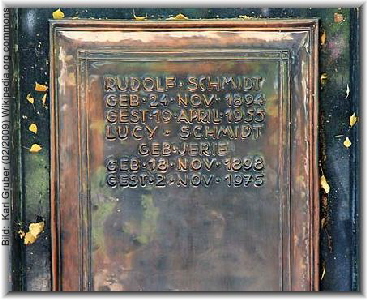 RUDOLF · SCHMIDT
GEB · 24 · NOV · 1894
GEST · 19 · APRIL · 1955
LUCY · SCHMIDT
GEB · JERIE
GEB · 18 · NOV · 1898
GEST · 2 · NOV · 1975
Bild: Karl Gruber (02/2009) Wikipedia.org commons